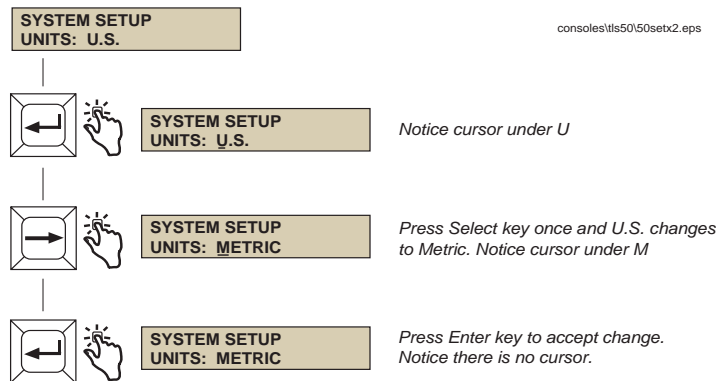 SYSTEM SETUP
UNITS: U.S.
consoles\tls50\50setx2.eps
SYSTEM SETUP
UNITS: U.S.
Notice cursor under U
SYSTEM SETUP
UNITS: METRIC
Press Select key once and U.S. changes
to Metric. Notice cursor under M
SYSTEM SETUP
UNITS: METRIC
Press Enter key to accept change.
Notice there is no cursor.